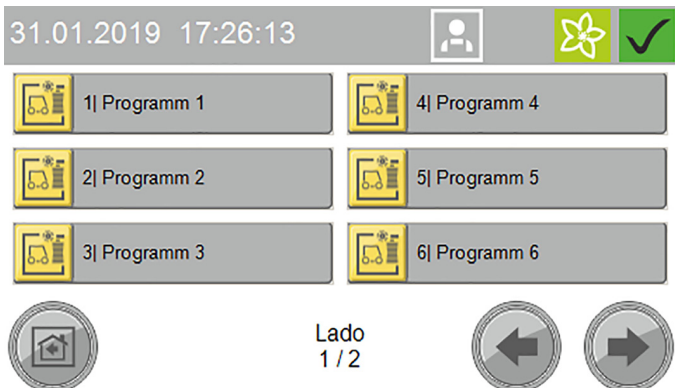 31.01.2019 17:26:13
1| Programm 1
2| Programm 2
3| Programm 3
4| Programm 4
5| Programm 5
6| Programm 6
Lado
1 / 2